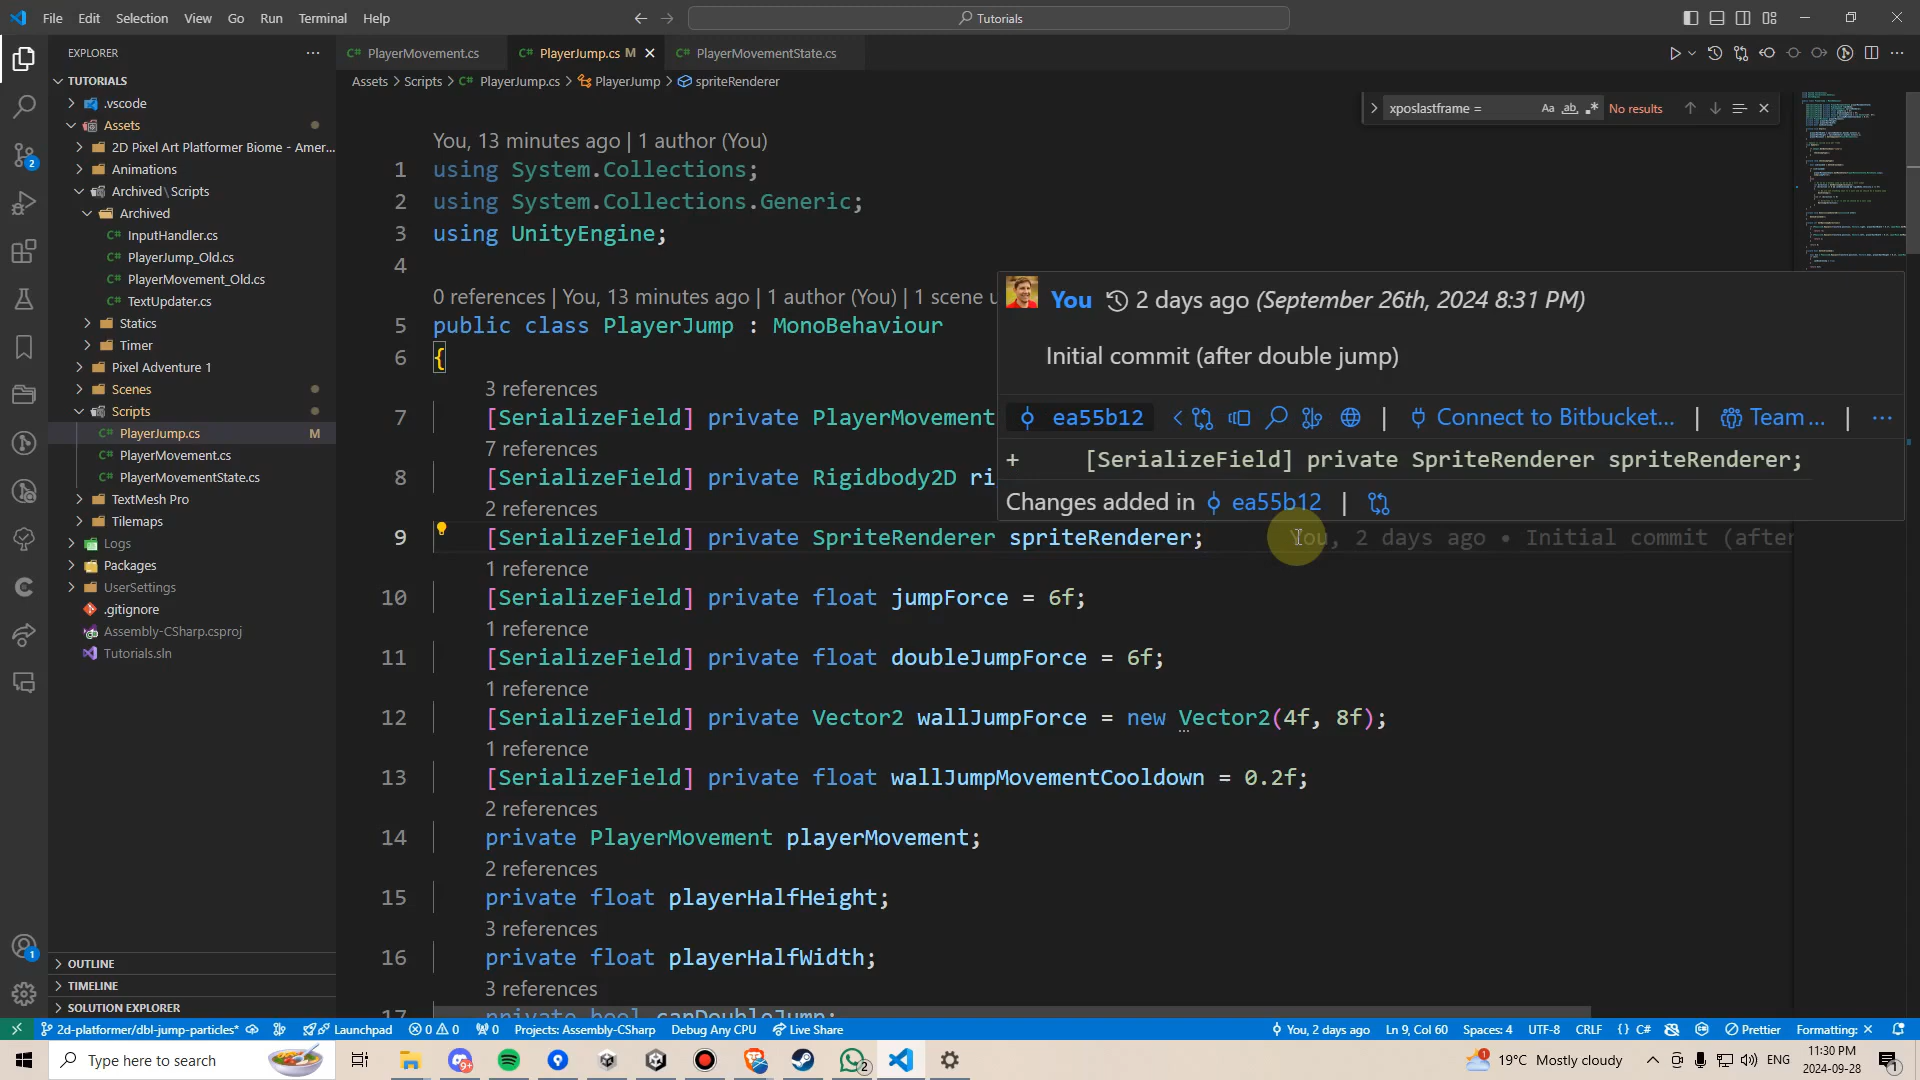 File Edit Selection View Go Run Terminal Help
Tutorials
EXPLORER
TUTORIALS
.vscode
Assets
2D Pixel Art Platformer Biome - Amer...
Animations
Archived\Scripts
Archived
InputHandler.cs
PlayerJump_Old.cs
PlayerMovement_Old.cs
TextUpdater.cs
Statics
Timer
Pixel Adventure 1
Scenes
Scripts
PlayerJump.cs M
PlayerMovement.cs
PlayerMovementState.cs
TextMesh Pro
Tilemaps
Logs
Packages
UserSettings
.gitignore
Assembly-CSharp.csproj
Tutorials.sln
OUTLINE
TIMELINE
SOLUTION EXPLORER
PlayerMovement.cs PlayerJump.cs M PlayerMovementState.cs
Assets > Scripts > PlayerJump.cs > PlayerJump > spriteRenderer
xposlastframe = Aa ab No results
You, 13 minutes ago | 1 author (You)
1 using System.Collections;
2 using System.Collections.Generic;
3 using UnityEngine;
4
0 references | You, 13 minutes ago | 1 author (You) | 1 scene u
5 public class PlayerJump : MonoBehaviour
6 {
3 references
7 [SerializeField] private PlayerMovement
7 references
8 [SerializeField] private Rigidbody2D ri
2 references
9 [SerializeField] private SpriteRenderer spriteRenderer; You, 2 days ago • Initial commit (after
1 reference
10 [SerializeField] private float jumpForce = 6f;
1 reference
11 [SerializeField] private float doubleJumpForce = 6f;
1 reference
12 [SerializeField] private Vector2 wallJumpForce = new Vector2(4f, 8f);
1 reference
13 [SerializeField] private float wallJumpMovementCooldown = 0.2f;
2 references
14 private PlayerMovement playerMovement;
2 references
15 private float playerHalfHeight;
3 references
16 private float playerHalfWidth;
3 references
17 private bool canDoubleJump;
You 2 days ago (September 26th, 2024 8:31 PM)
Initial commit (after double jump)
ea55b12 | Connect to Bitbucket... | Team... | ...
+ [SerializeField] private SpriteRenderer spriteRenderer;
Changes added in ea55b12 |
2d-platformer/dbl-jump-particles* Launchpad 0 0 0 Projects: Assembly-CSharp Debug Any CPU Live Share You, 2 days ago Ln 9, Col 60 Spaces: 4 UTF-8 CRLF {} C# Prettier Formatting: ×
Type here to search 9+ 2 19°C Mostly cloudy ENG 11:30 PM
2024-09-28